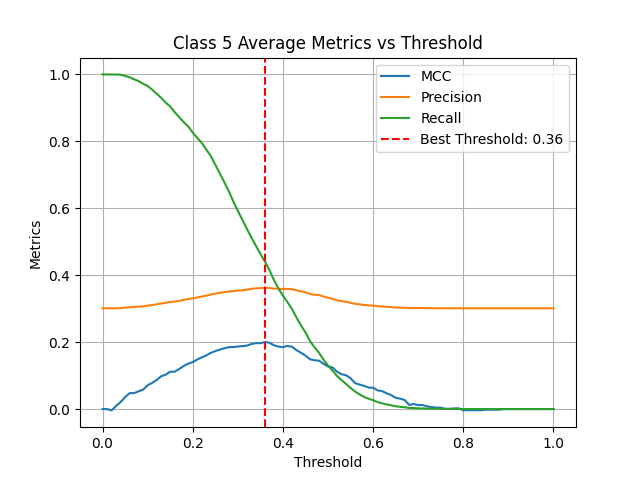 Class 5 Average Metrics vs Threshold
MCC
Precision
Recall
Best Threshold: 0.36
Metrics
1.0
0.8
0.6
0.4
0.2
0.0
0.0 0.2 0.4 0.6 0.8 1.0
Threshold